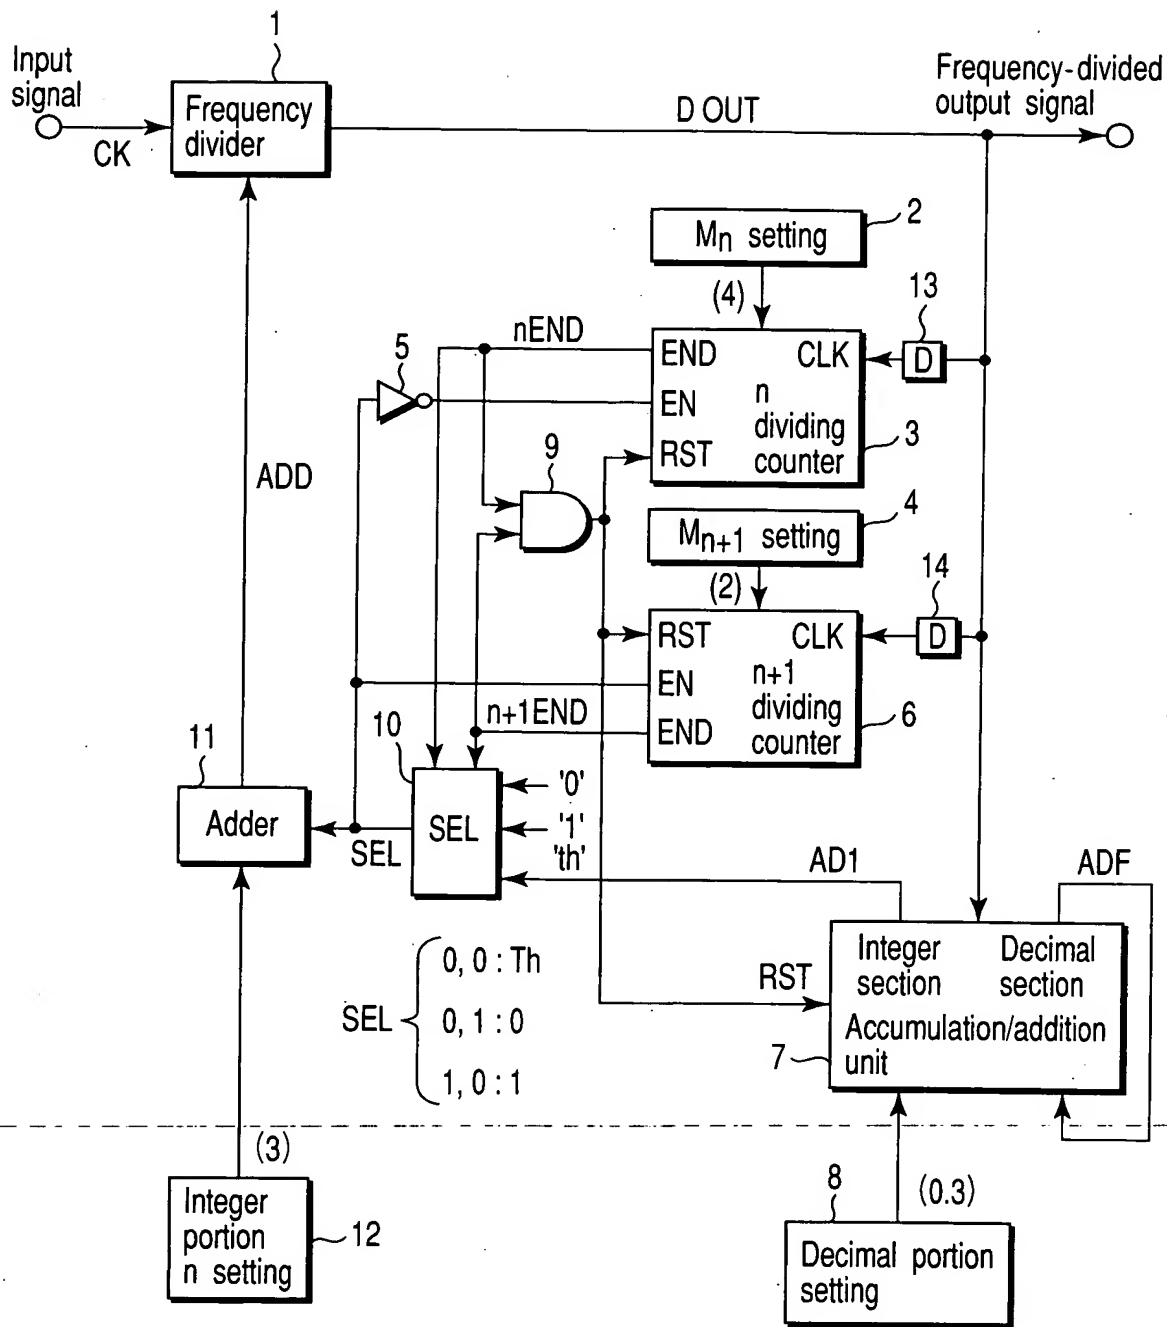 1
Input
signal
Frequency
divider
CK
D OUT
Frequency-divided
output signal
2
Mn setting
(4)
13
D
nEND
5
END
CLK
EN
n
dividing
counter
RST
3
9
ADD
4
Mn+1 setting
(2)
14
D
RST
CLK
EN
n+1
dividing
counter
END
6
n+1END
10
11
Adder
SEL
SEL
'0'
'1'
'th'
AD1
ADF
Integer
section
Decimal
section
Accumulation/addition
unit
RST
7
SEL
0, 0 : Th
0, 1 : 0
1, 0 : 1
(3)
Integer
portion
n setting
12
8
(0.3)
Decimal portion
setting